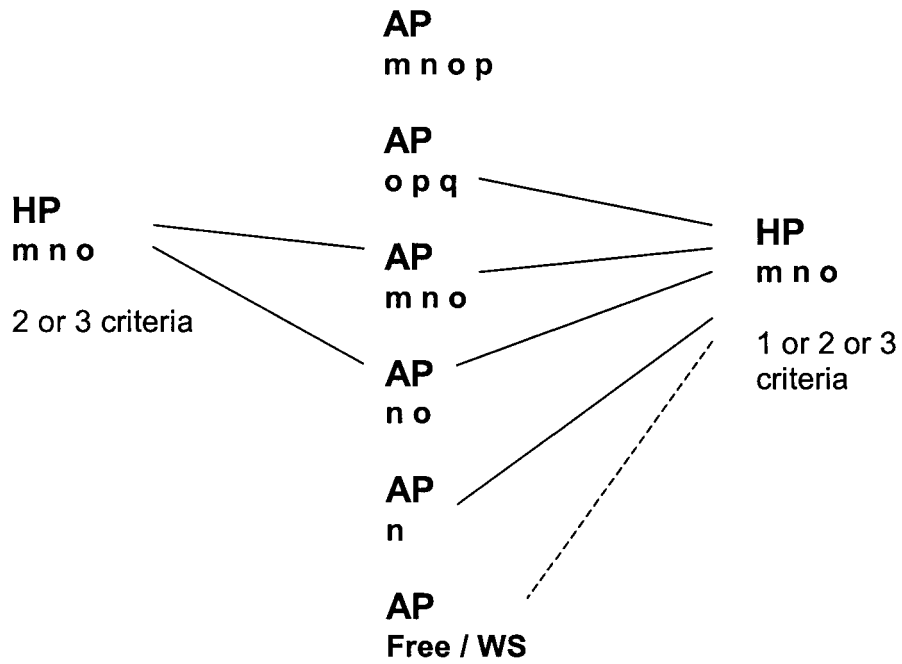 AP
m n o p
AP
o p q
HP
m n o
2 or 3 criteria
AP
m n o
HP
m n o
1 or 2 or 3
criteria
AP
n o
AP
n
AP
Free / WS